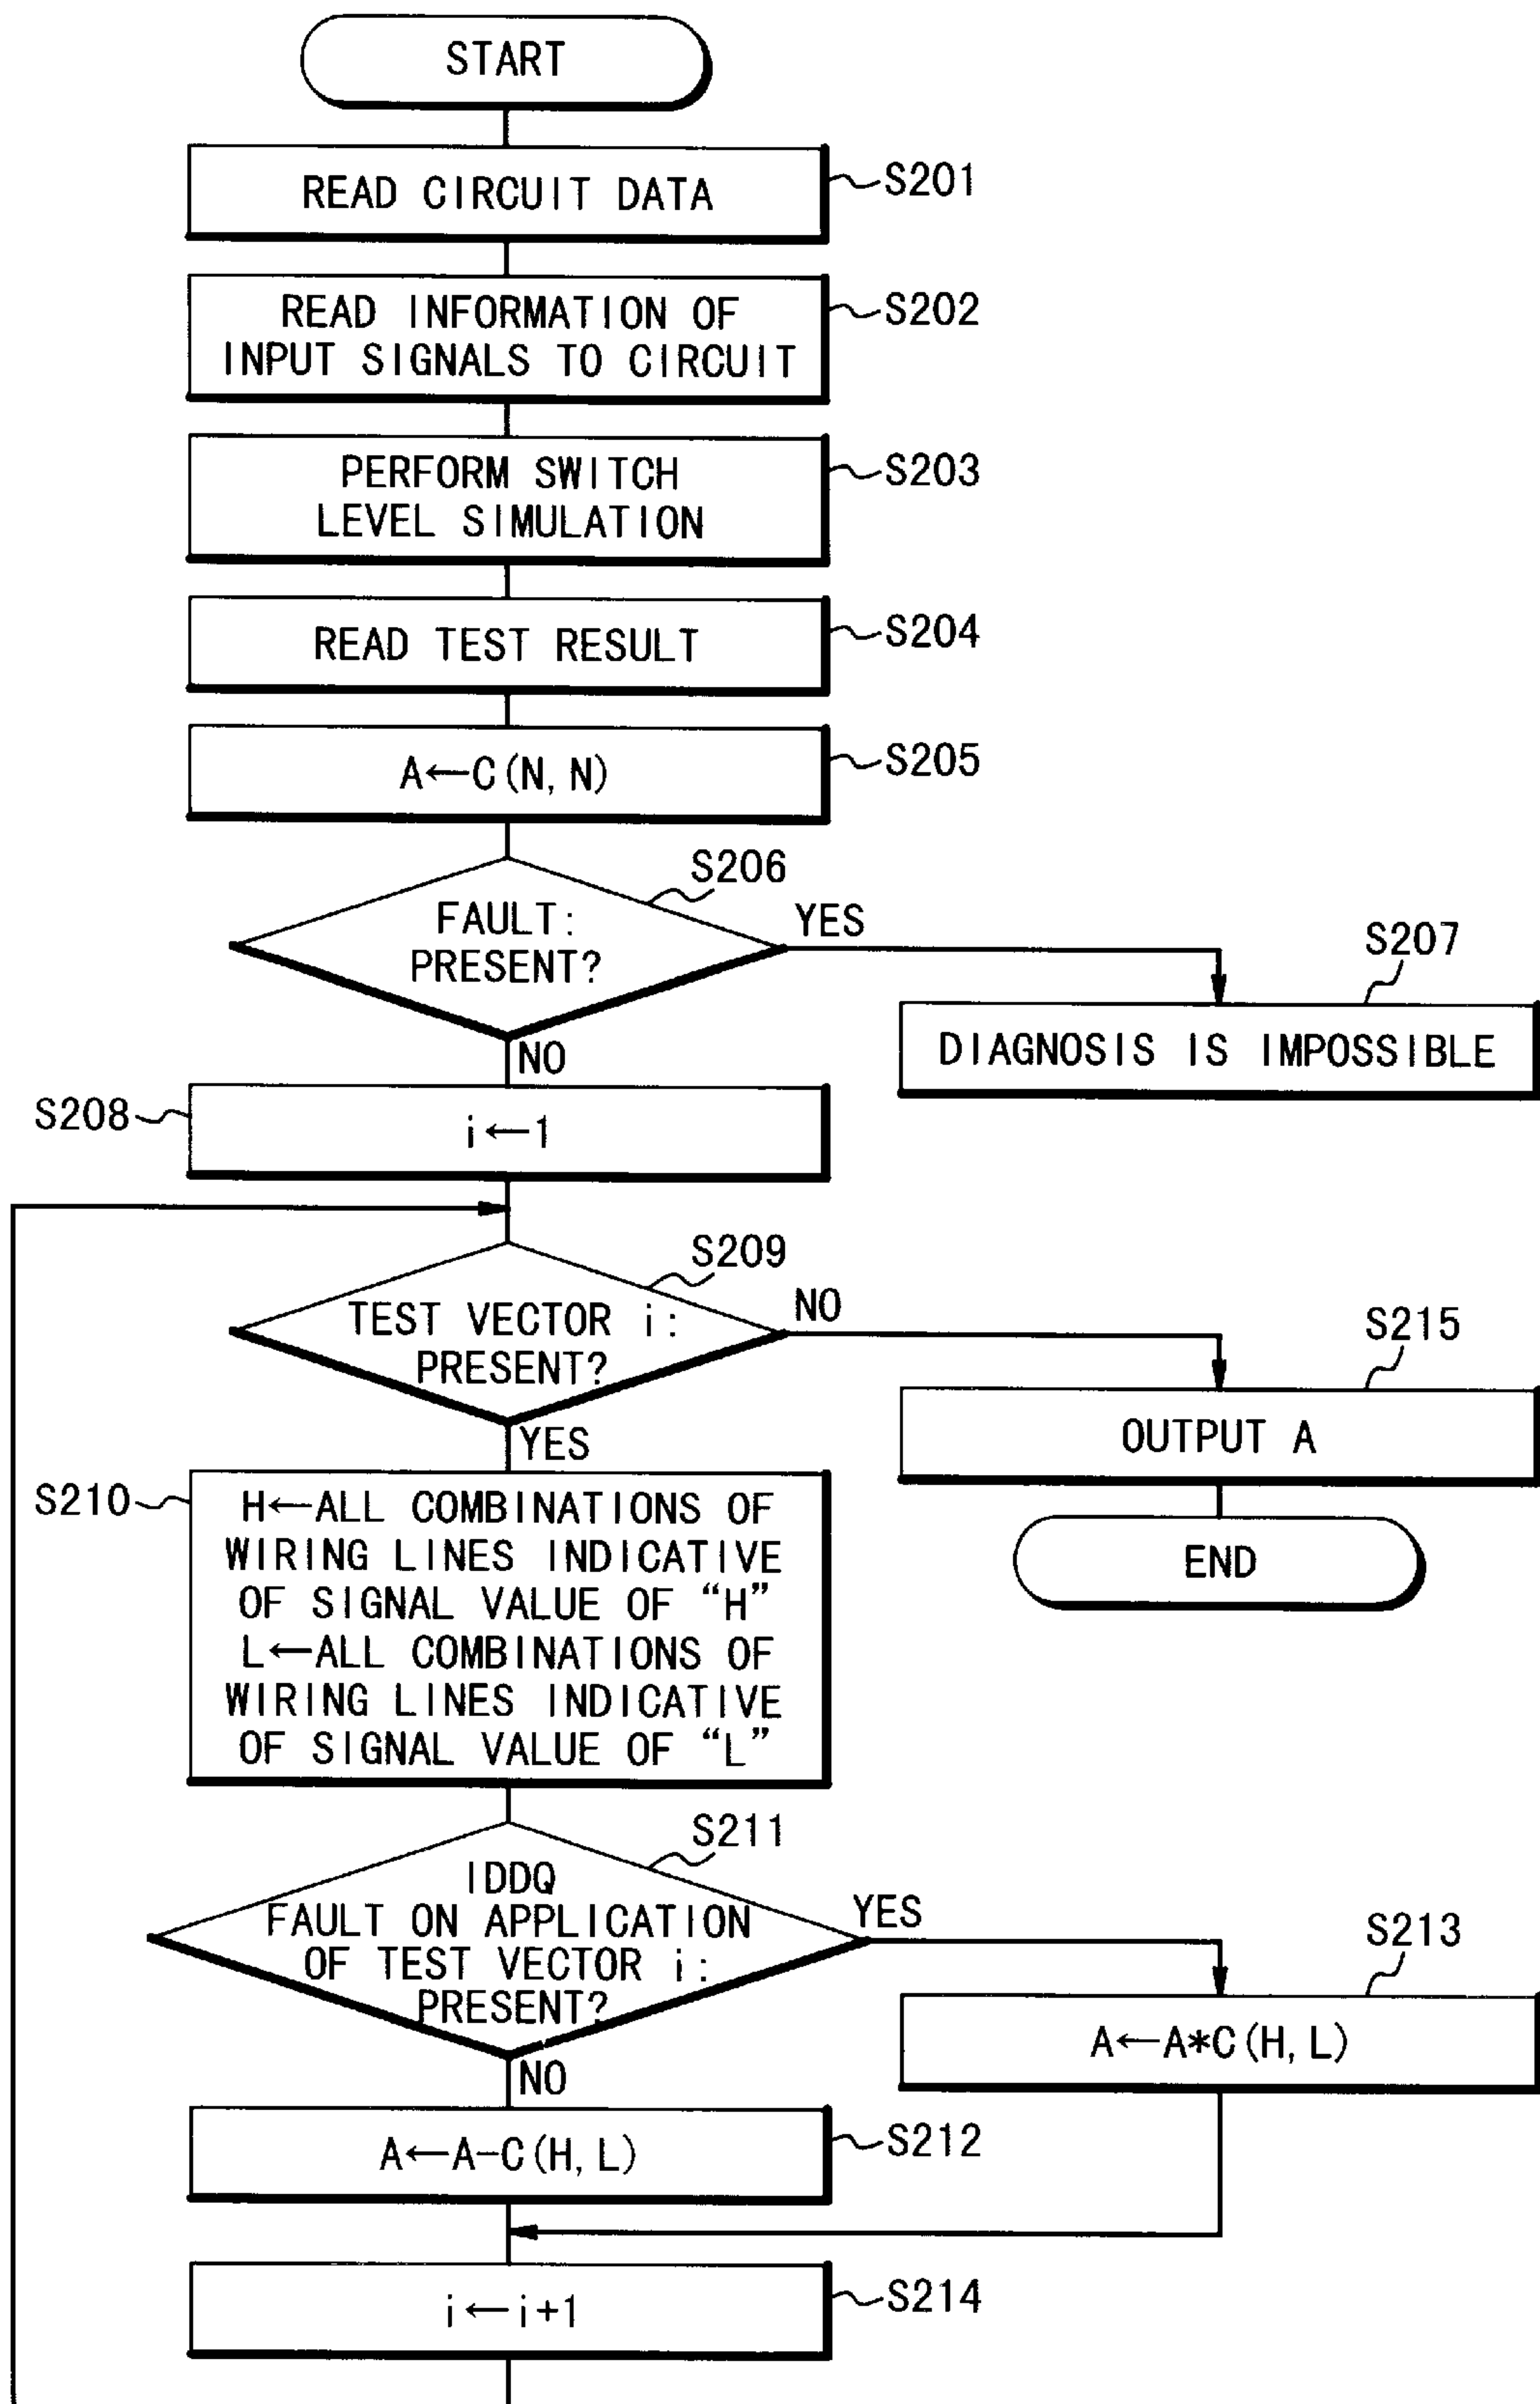 START
READ CIRCUIT DATA
S201
READ INFORMATION OF
INPUT SIGNALS TO CIRCUIT
S202
PERFORM SWITCH
LEVEL SIMULATION
S203
READ TEST RESULT
S204
A←C(N,N)
S205
S206
FAULT:
PRESENT?
YES
NO
S207
DIAGNOSIS IS IMPOSSIBLE
S208
i←1
S209
TEST VECTOR i:
PRESENT?
NO
YES
S215
OUTPUT A
END
S210
H←ALL COMBINATIONS OF
WIRING LINES INDICATIVE
OF SIGNAL VALUE OF “H”
L←ALL COMBINATIONS OF
WIRING LINES INDICATIVE
OF SIGNAL VALUE OF “L”
S211
IDDQ
FAULT ON APPLICATION
OF TEST VECTOR i:
PRESENT?
YES
NO
S213
A←A*C(H,L)
A←A-C(H,L)
S212
i←i+1
S214